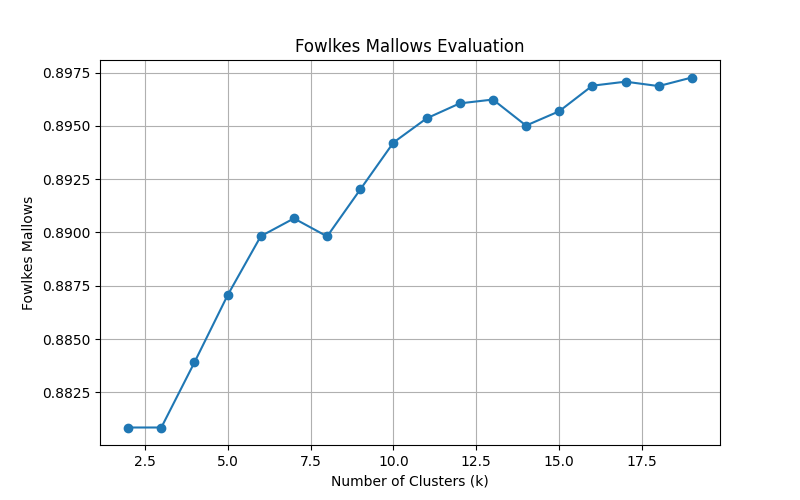 Fowlkes Mallows Evaluation
0.8975
0.8950
0.8925
0.8900
0.8875
0.8850
0.8825
Fowlkes Mallows
2.5 5.0 7.5 10.0 12.5 15.0 17.5
Number of Clusters (k)